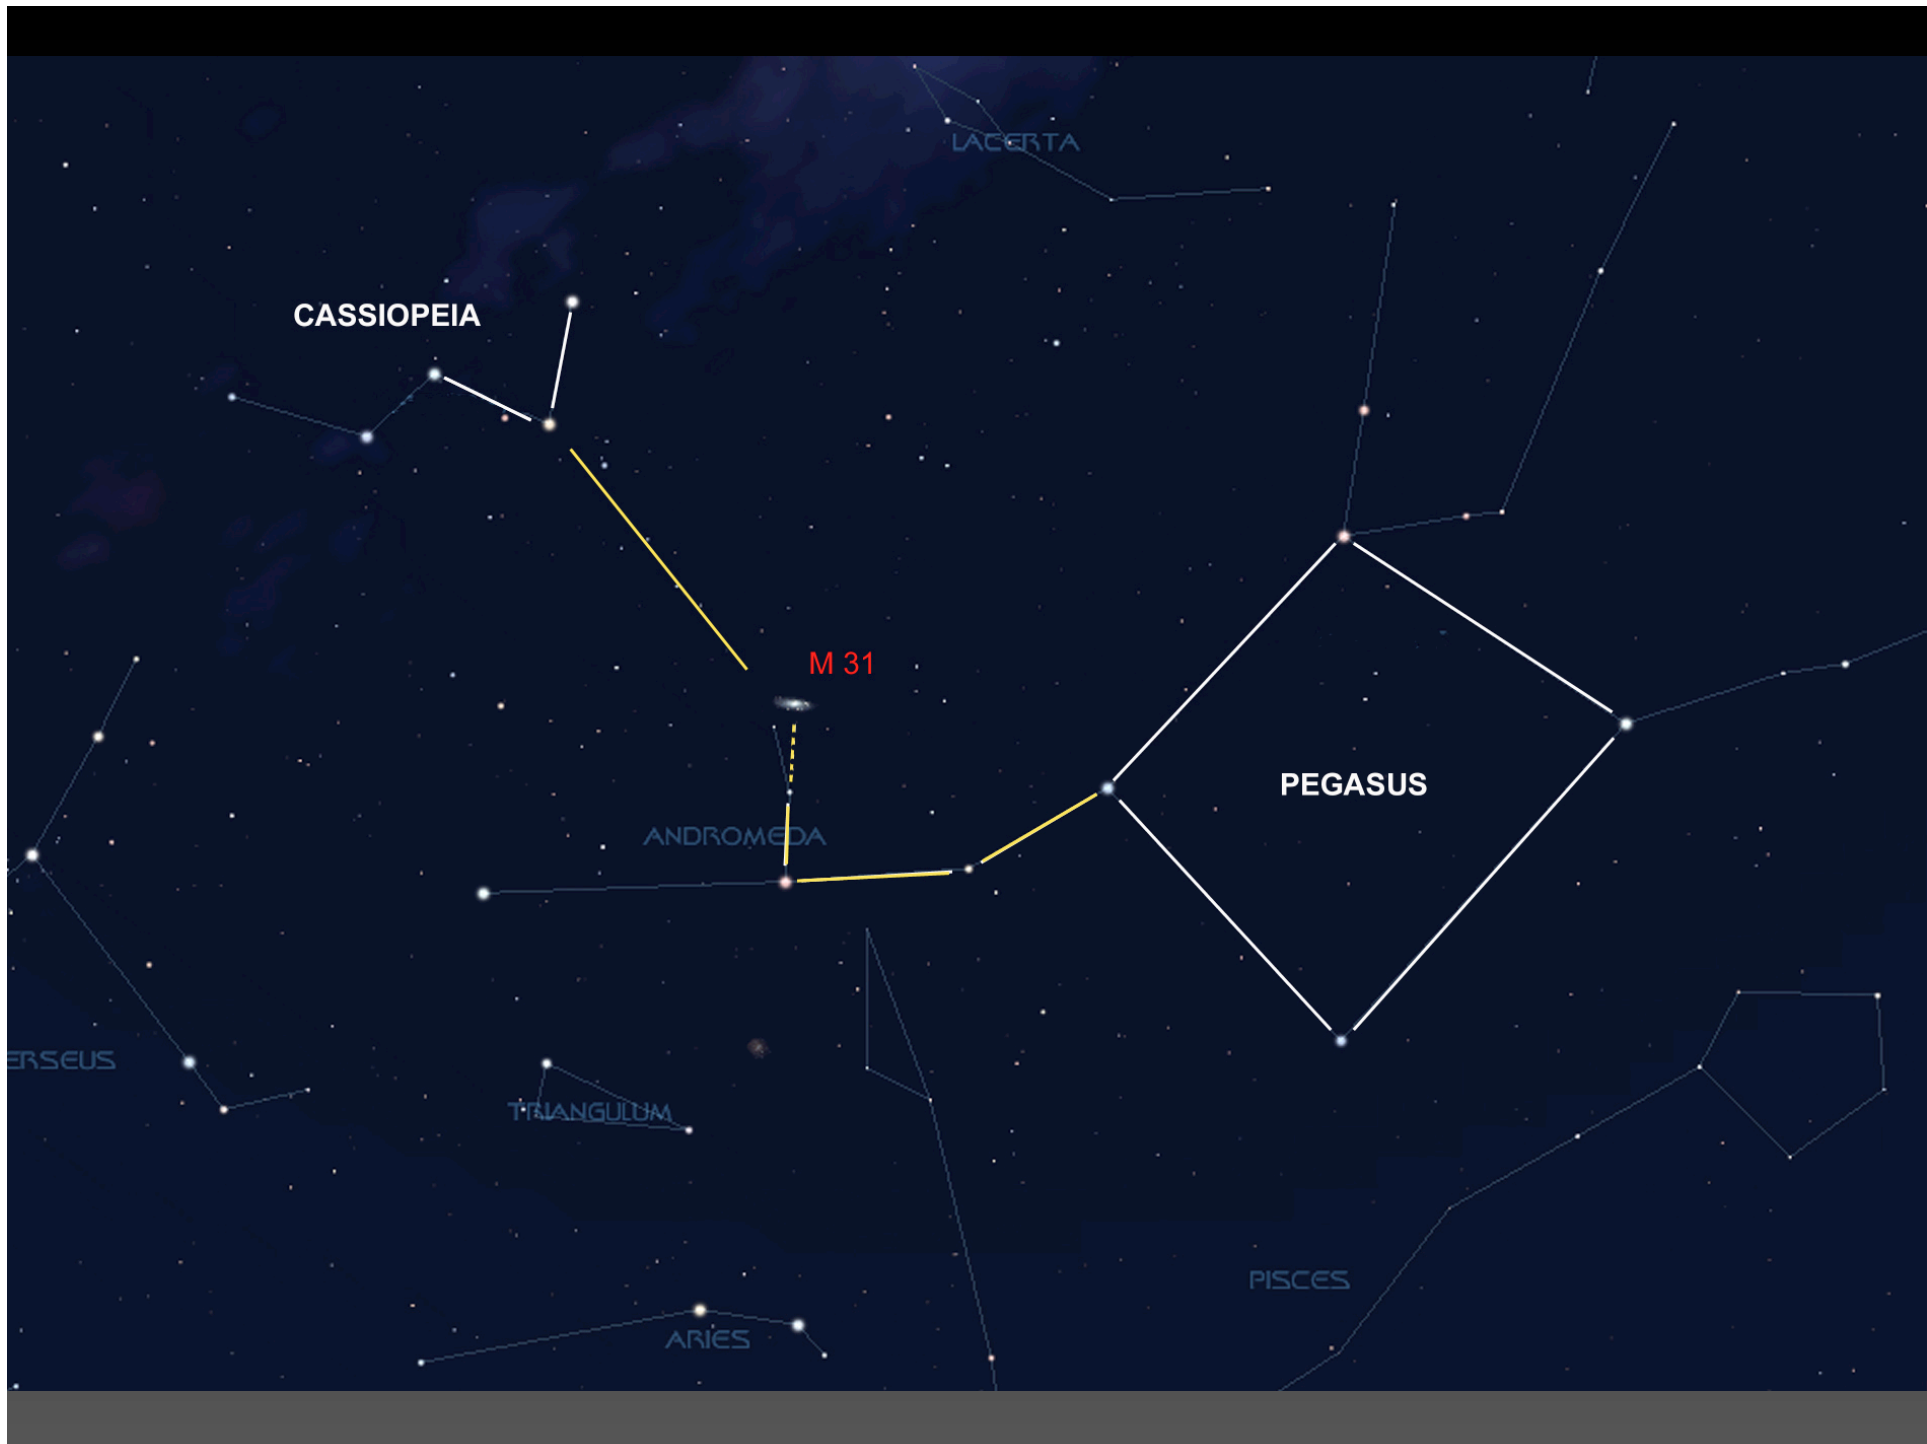 LACERTA
CASSIOPEIA
M 31
PEGASUS
ANDROMEDA
ERSEUS
TRIANGULUM
PISCES
ARIES